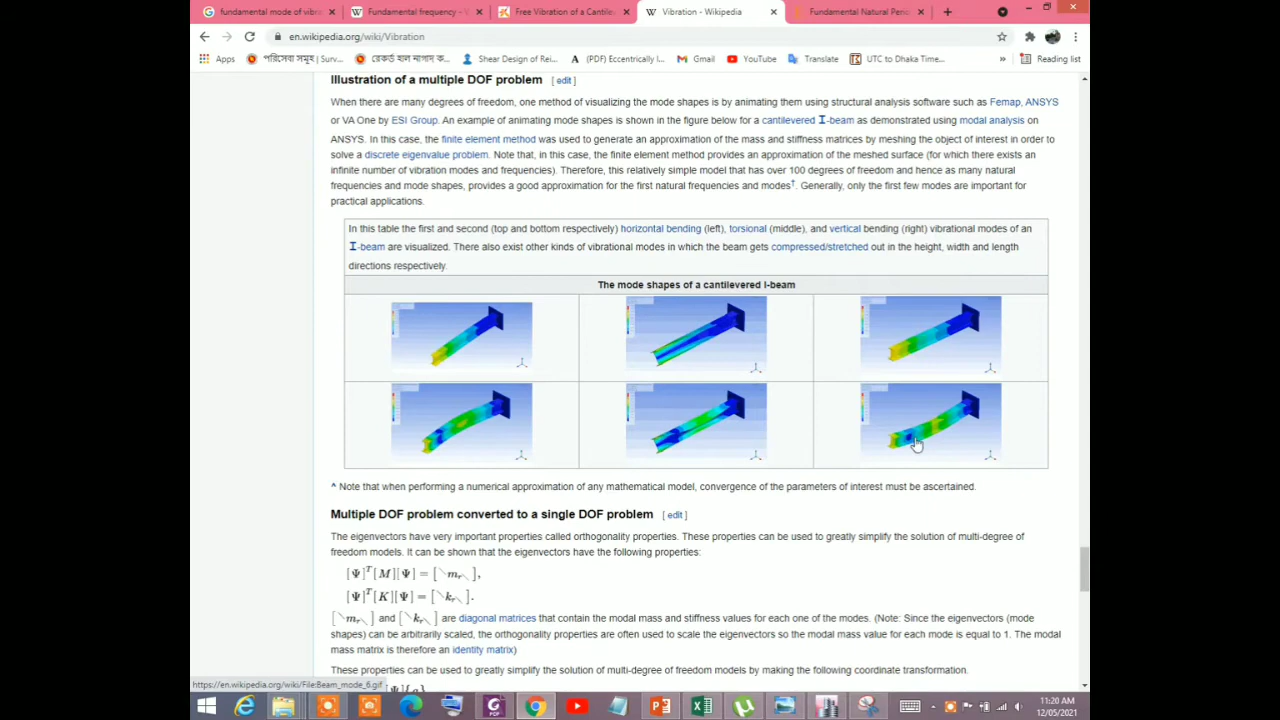 fundamental mode of vibra
Fundamental frequency - V
Free Vibration of a Cantile
Vibration - Wikipedia
Fundamental Natural Perio
en.wikipedia.org/wiki/Vibration
Apps
পরিসেবা সমূহ | Surv...
রেকর্ড হাল নাগাদ ক...
Shear Design of Rei...
(PDF) Eccentrically l...
Gmail
YouTube
Translate
UTC to Dhaka Time...
»
Reading list
Illustration of a multiple DOF problem [ edit ]
When there are many degrees of freedom, one method of visualizing the mode shapes is by animating them using structural analysis software such as Femap, ANSYS
or VA One by ESI Group. An example of animating mode shapes is shown in the figure below for a cantilevered I-beam as demonstrated using modal analysis on
ANSYS. In this case, the finite element method was used to generate an approximation of the mass and stiffness matrices by meshing the object of interest in order to
solve a discrete eigenvalue problem. Note that, in this case, the finite element method provides an approximation of the meshed surface (for which there exists an
infinite number of vibration modes and frequencies). Therefore, this relatively simple model that has over 100 degrees of freedom and hence as many natural
frequencies and mode shapes, provides a good approximation for the first natural frequencies and modes†. Generally, only the first few modes are important for
practical applications.
In this table the first and second (top and bottom respectively) horizontal bending (left), torsional (middle), and vertical bending (right) vibrational modes of an
I-beam are visualized. There also exist other kinds of vibrational modes in which the beam gets compressed/stretched out in the height, width and length
directions respectively.
The mode shapes of a cantilevered I-beam
^ Note that when performing a numerical approximation of any mathematical model, convergence of the parameters of interest must be ascertained.
Multiple DOF problem converted to a single DOF problem [ edit ]
The eigenvectors have very important properties called orthogonality properties. These properties can be used to greatly simplify the solution of multi-degree of
freedom models. It can be shown that the eigenvectors have the following properties:
[Ψ]ᵀ[M][Ψ] = [╲mᵣ╲],
[Ψ]ᵀ[K][Ψ] = [╲kᵣ╲].
[╲mᵣ╲] and [╲kᵣ╲] are diagonal matrices that contain the modal mass and stiffness values for each one of the modes. (Note: Since the eigenvectors (mode
shapes) can be arbitrarily scaled, the orthogonality properties are often used to scale the eigenvectors so the modal mass value for each mode is equal to 1. The modal
mass matrix is therefore an identity matrix)
These properties can be used to greatly simplify the solution of multi-degree of freedom models by making the following coordinate transformation.
https://en.wikipedia.org/wiki/File:Beam_mode_6.gif
11:20 AM
12/05/2021